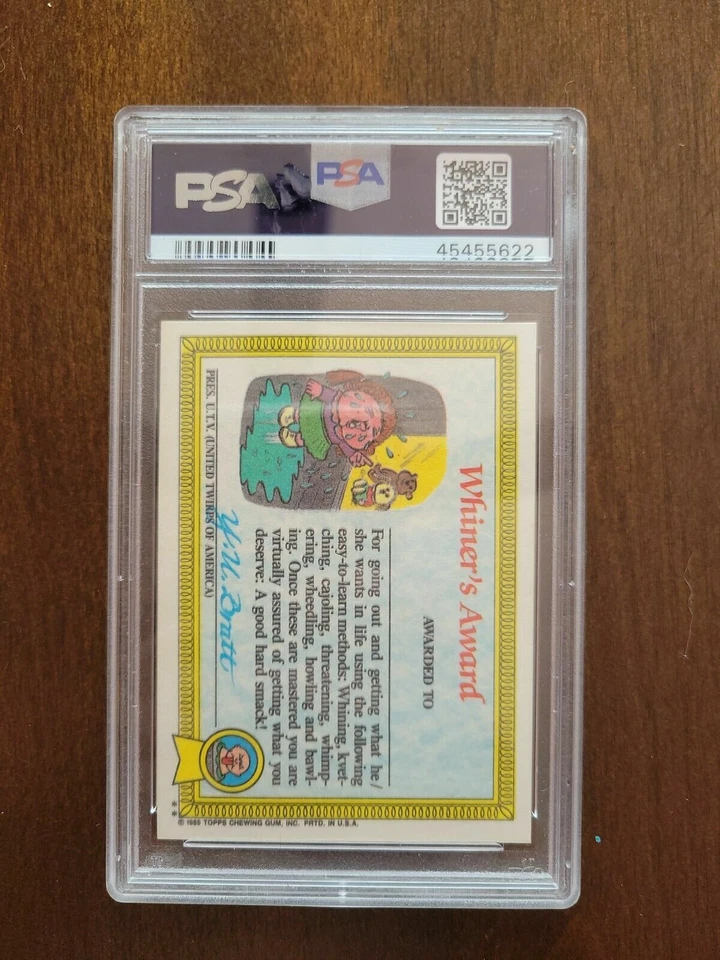 PSA
PSA
45455622
Whiner's Award
AWARDED TO
For going out and getting what he/
she wants in life using the following
easy-to-learn methods: Whining, kvet-
ching, cajoling, threatening, whimp-
ering, wheedling, howling and bawl-
ing. Once these are mastered you are
virtually assured of getting what you
deserve: A good hard smack!
Y.U. Bratt
PRES. U.T.V. (UNITED TWIRPS OF AMERICA)
** © 1985 TOPPS CHEWING GUM, INC. PRTD. IN U.S.A.